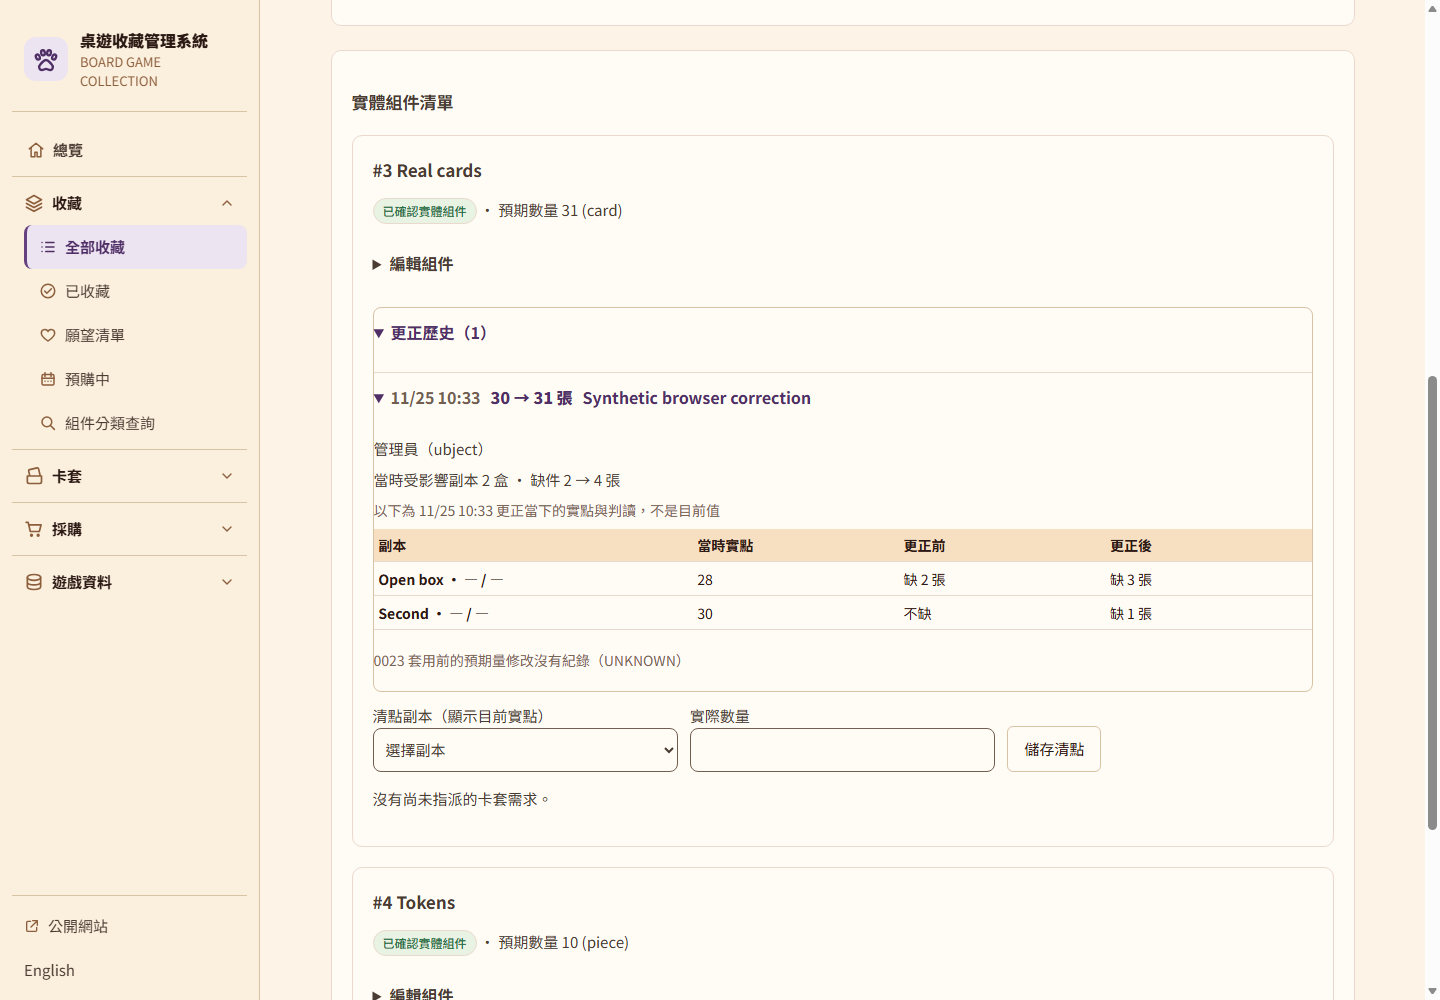 桌遊收藏管理系統
BOARD GAME
COLLECTION
總覽
收藏
全部收藏
已收藏
願望清單
預購中
組件分類查詢
卡套
採購
遊戲資料
公開網站
English
實體組件清單
#3 Real cards
已確認實體組件 · 預期數量 31 (card)
▶ 編輯組件
▼ 更正歷史（1）
▼ 11/25 10:33 30 → 31 張 Synthetic browser correction
管理員（ubject）
當時受影響副本 2 盒 · 缺件 2 → 4 張
以下為 11/25 10:33 更正當下的實點與判讀，不是目前值
副本 當時實點 更正前 更正後
Open box · — / — 28 缺 2 張 缺 3 張
Second · — / — 30 不缺 缺 1 張
0023 套用前的預期量修改沒有紀錄（UNKNOWN）
清點副本（顯示目前實點） 實際數量
選擇副本 儲存清點
沒有尚未指派的卡套需求。
#4 Tokens
已確認實體組件 · 預期數量 10 (piece)
▶ 編輯組件